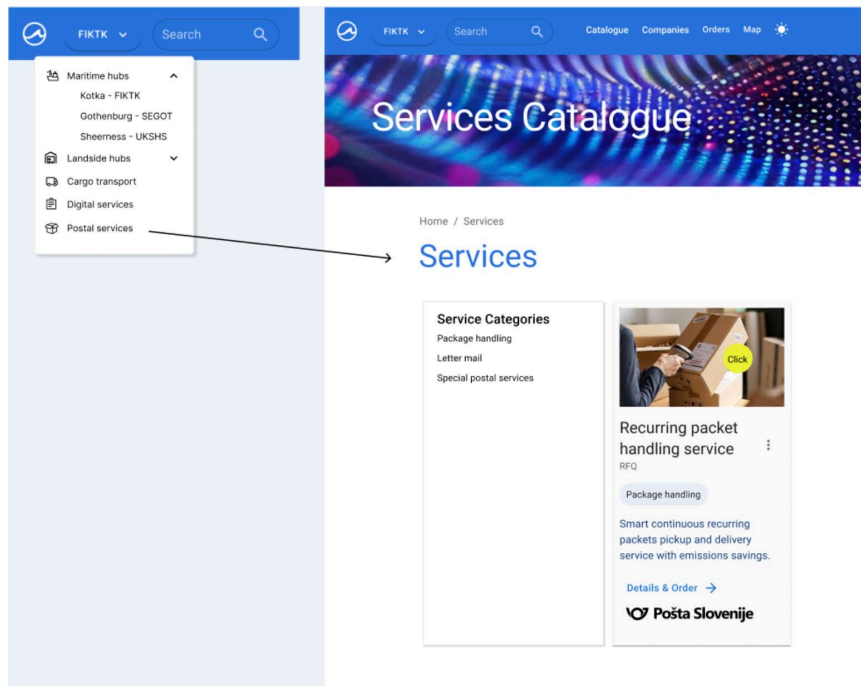 FIKTK
Search
Maritime hubs
Kotka - FIKTK
Gothenburg - SEGOT
Sheerness - UKSHS
Landside hubs
Cargo transport
Digital services
Postal services
FIKTK
Search
Catalogue Companies Orders Map
Services Catalogue
Home / Services
Services
Service Categories
Package handling
Letter mail
Special postal services
Click
Recurring packet
handling service
RFQ
Package handling
Smart continuous recurring
packets pickup and delivery
service with emissions savings.
Details & Order
Pošta Slovenije